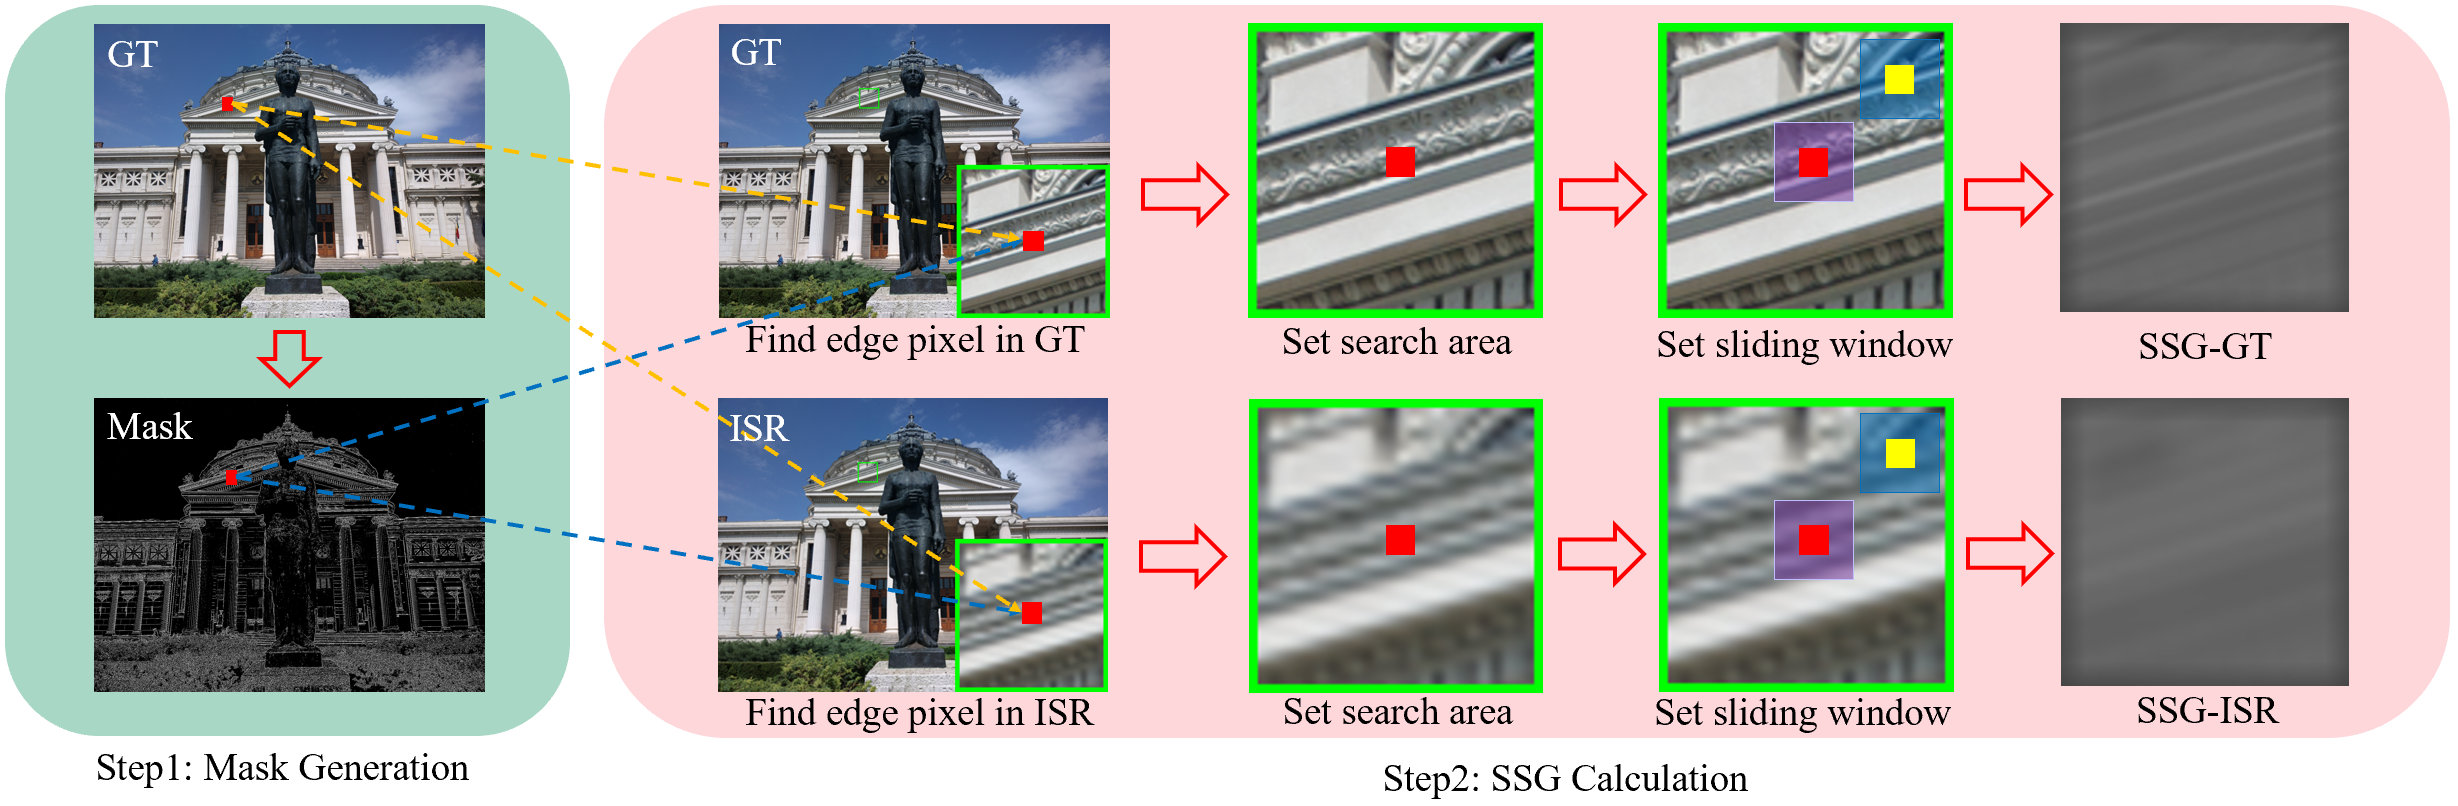 GT
Mask
Step1: Mask Generation
GT
Find edge pixel in GT
Set search area
Set sliding window
SSG-GT
ISR
Find edge pixel in ISR
Set search area
Set sliding window
SSG-ISR
Step2: SSG Calculation